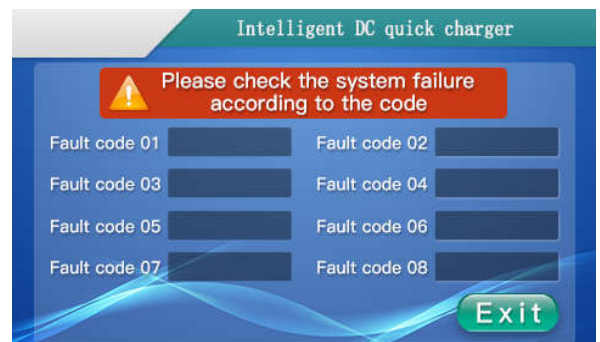 Intelligent DC quick charger
Please check the system failure
according to the code
Fault code 01
Fault code 02
Fault code 03
Fault code 04
Fault code 05
Fault code 06
Fault code 07
Fault code 08
Exit